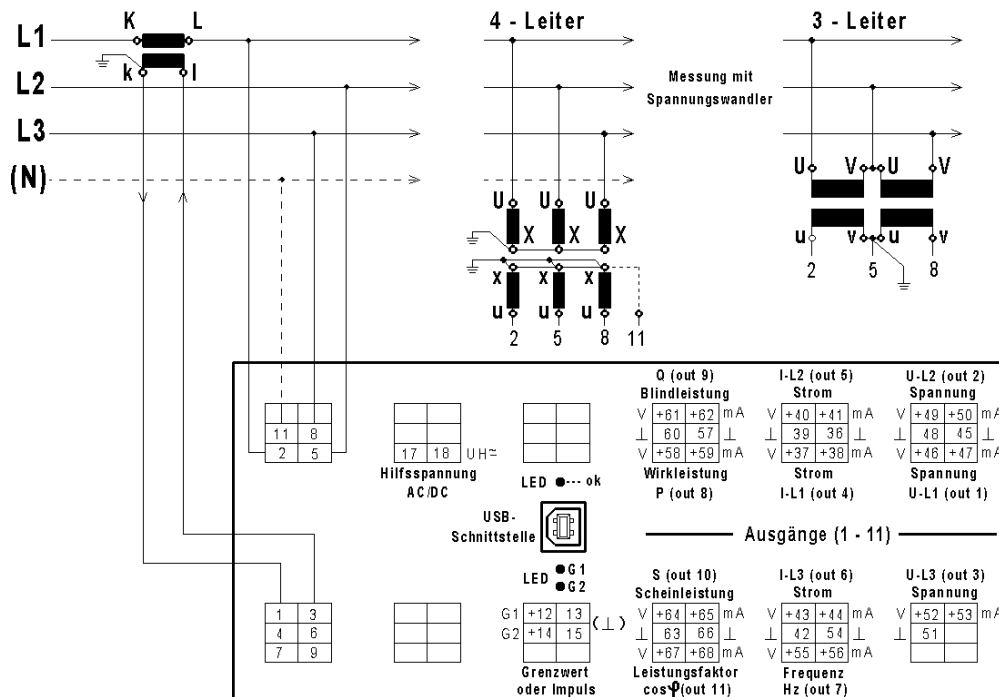 K L 4 - Leiter 3 - Leiter
L1
k l
L2 Messung mit
Spannungswandler
L3
U V U V
(N)
U
X X X
u v u v
2 5 8
x x x
u u u
2 5 8 11
Q (out 9) I-L2 (out 5) U-L2 (out 2)
Blindleistung Strom Spannung
V +61 +62 mA V +40 +41 mA V +49 +50 mA
11 8 ⊥ 60 57 ⊥ ⊥ 39 36 ⊥ ⊥ 48 45 ⊥
2 5 17 18 UH≂ V +58 +59 mA V +37 +38 mA V +46 +47 mA
Hilfsspannung Wirkleistung Strom Spannung
AC/DC LED --- ok P (out 8) I-L1 (out 4) U-L1 (out 1)
USB-
Schnittstelle Ausgänge (1 - 11)
LED G1
G2
S (out 10) I-L3 (out 6) U-L3 (out 3)
Scheinleistung Strom Spannung
1 3 G1 +12 13 (⊥) V +64 +65 mA V +43 +44 mA V +52 +53 mA
4 6 G2 +14 15 ⊥ 63 66 ⊥ ⊥ 42 54 ⊥ ⊥ 51
7 9 V +67 +68 mA V +55 +56 mA
Grenzwert Leistungsfaktor Frequenz
oder Impuls cosφ(out 11) Hz (out 7)